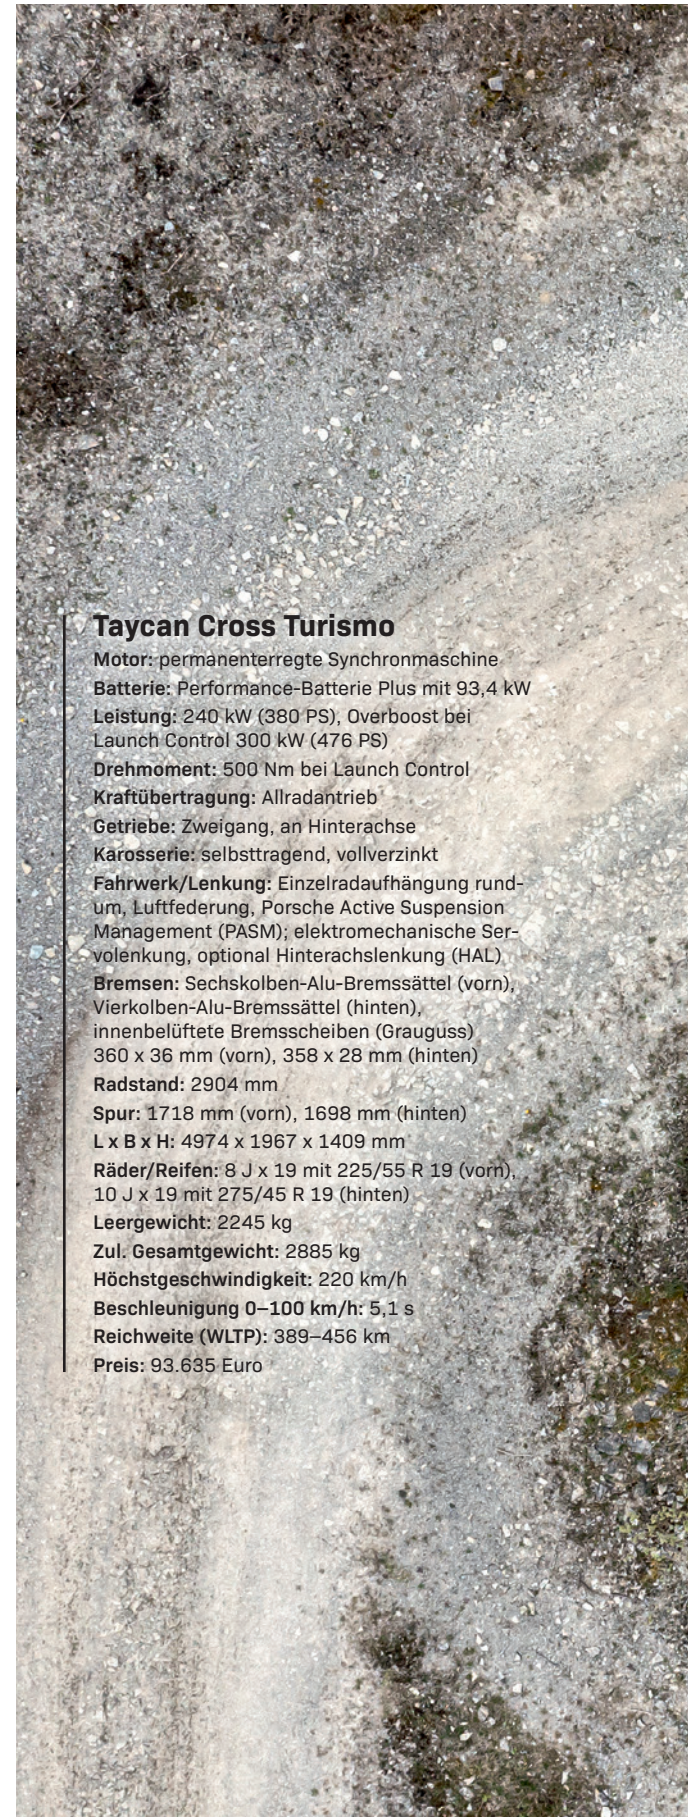 Taycan Cross Turismo
Motor: permanenterregte Synchronmaschine
Batterie: Performance-Batterie Plus mit 93,4 kW
Leistung: 240 kW (380 PS), Overboost bei
Launch Control 300 kW (476 PS)
Drehmoment: 500 Nm bei Launch Control
Kraftübertragung: Allradantrieb
Getriebe: Zweigang, an Hinterachse
Karosserie: selbsttragend, vollverzinkt
Fahrwerk/Lenkung: Einzelradaufhängung rund-
um, Luftfederung, Porsche Active Suspension
Management (PASM); elektromechanische Ser-
volenkung, optional Hinterachslenkung (HAL)
Bremsen: Sechskolben-Alu-Bremssättel (vorn),
Vierkolben-Alu-Bremssättel (hinten),
innenbelüftete Bremsscheiben (Grauguss)
360 x 36 mm (vorn), 358 x 28 mm (hinten)
Radstand: 2904 mm
Spur: 1718 mm (vorn), 1698 mm (hinten)
L x B x H: 4974 x 1967 x 1409 mm
Räder/Reifen: 8 J x 19 mit 225/55 R 19 (vorn),
10 J x 19 mit 275/45 R 19 (hinten)
Leergewicht: 2245 kg
Zul. Gesamtgewicht: 2885 kg
Höchstgeschwindigkeit: 220 km/h
Beschleunigung 0–100 km/h: 5,1 s
Reichweite (WLTP): 389–456 km
Preis: 93.635 Euro